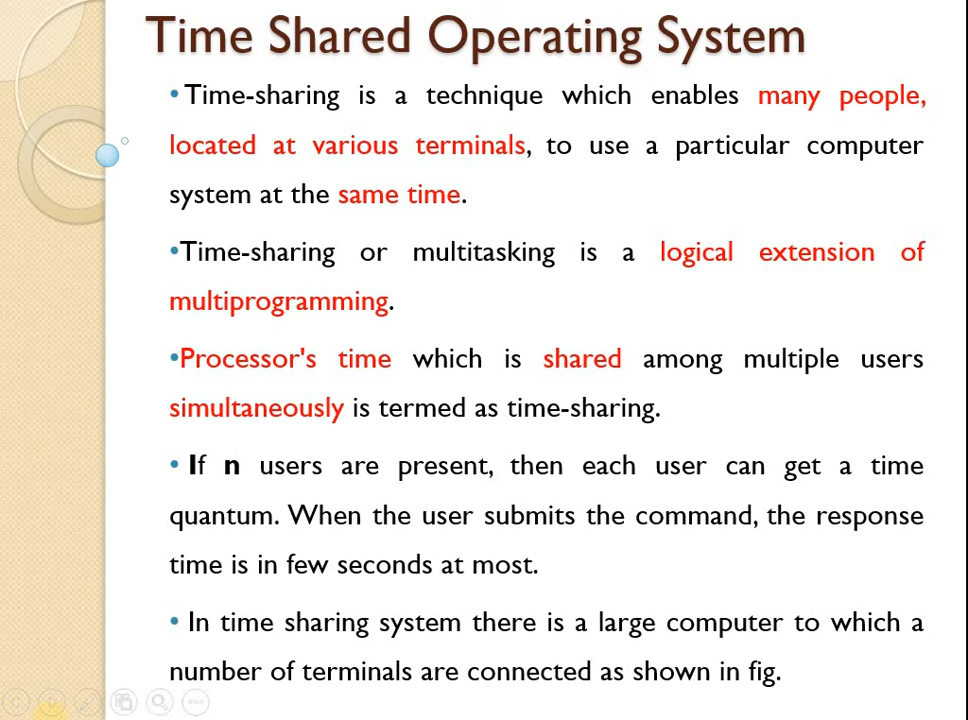 Time Shared Operating System
• Time-sharing is a technique which enables many people,
located at various terminals, to use a particular computer
system at the same time.
•Time-sharing or multitasking is a logical extension of
multiprogramming.
•Processor's time which is shared among multiple users
simultaneously is termed as time-sharing.
• If n users are present, then each user can get a time
quantum. When the user submits the command, the response
time is in few seconds at most.
• In time sharing system there is a large computer to which a
number of terminals are connected as shown in fig.